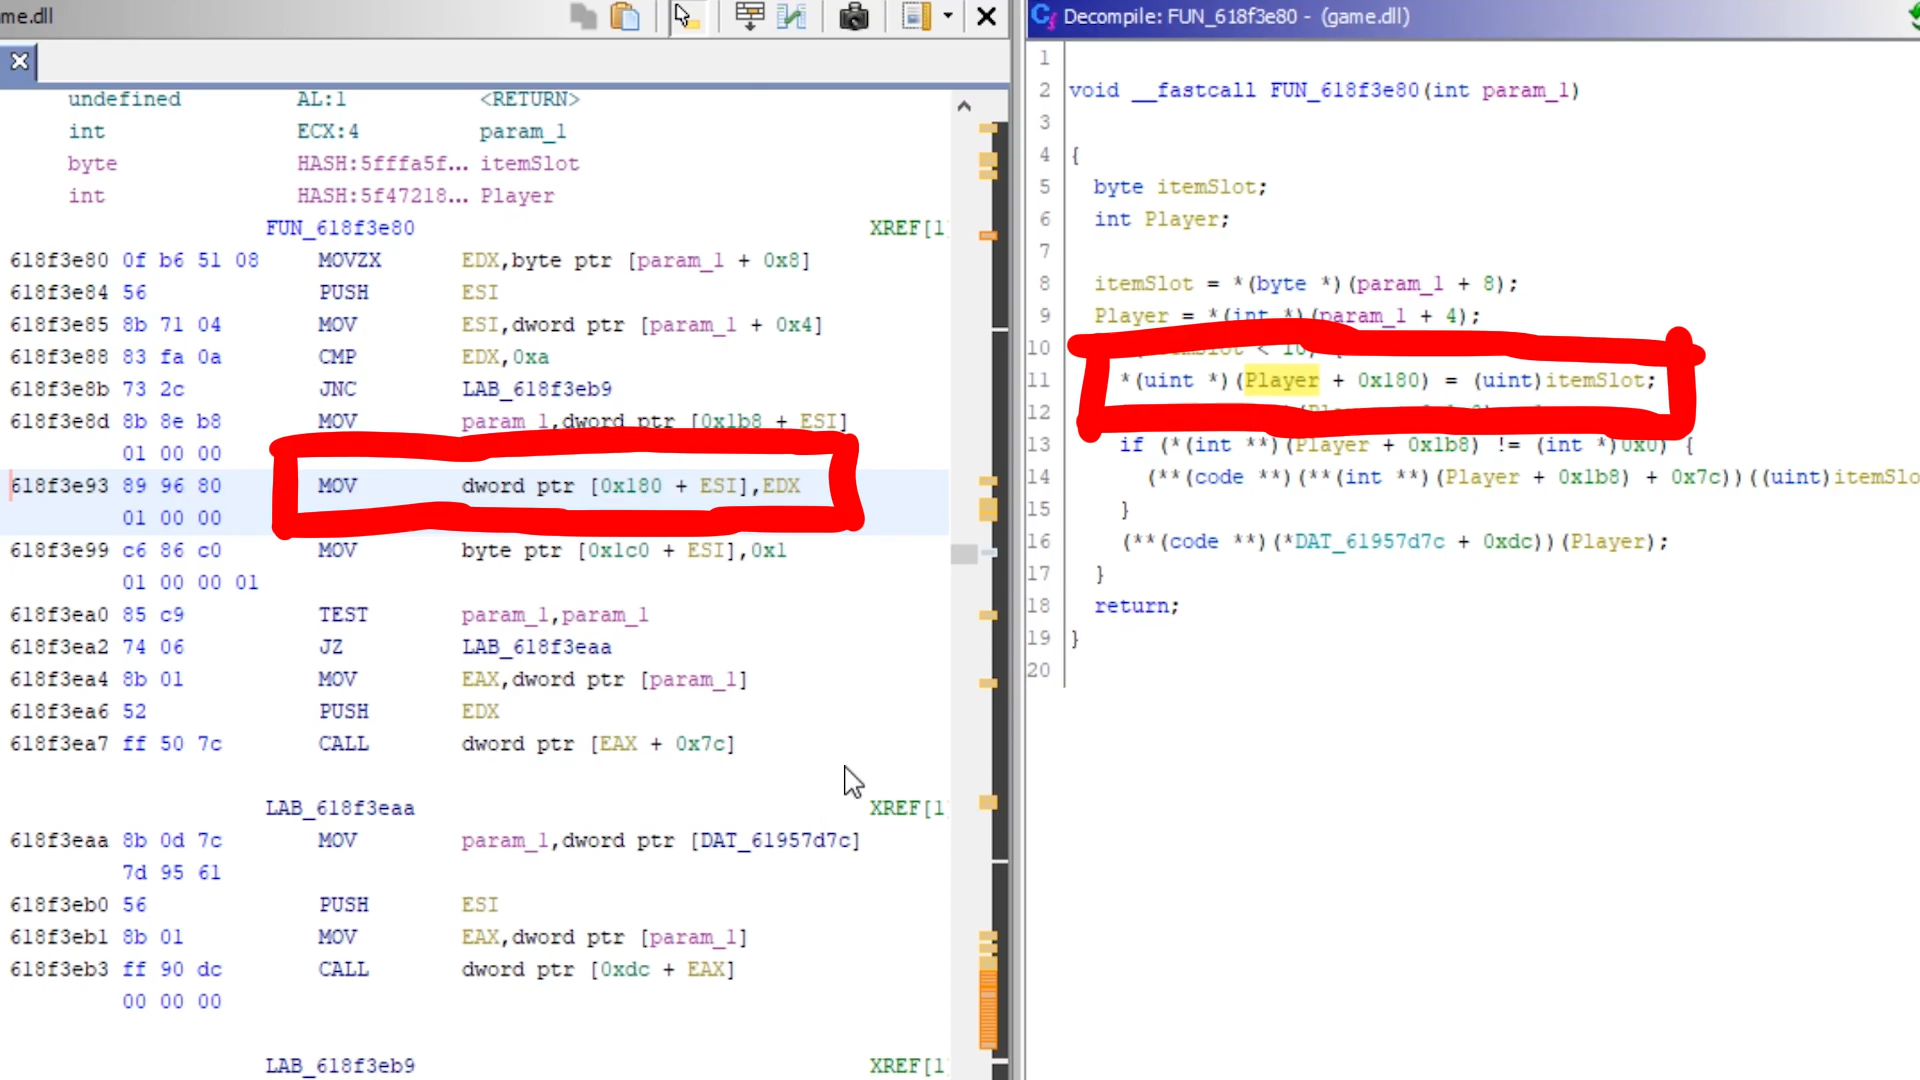 me.dll
undefined AL:1 <RETURN>
int ECX:4 param_1
byte HASH:5fffa5f... itemSlot
int HASH:5f47218... Player
FUN_618f3e80 XREF[1]
618f3e80 0f b6 51 08 MOVZX EDX,byte ptr [param_1 + 0x8]
618f3e84 56 PUSH ESI
618f3e85 8b 71 04 MOV ESI,dword ptr [param_1 + 0x4]
618f3e88 83 fa 0a CMP EDX,0xa
618f3e8b 73 2c JNC LAB_618f3eb9
618f3e8d 8b 8e b8 MOV param_1,dword ptr [0x1b8 + ESI]
01 00 00
618f3e93 89 96 80 MOV dword ptr [0x180 + ESI],EDX
01 00 00
618f3e99 c6 86 c0 MOV byte ptr [0x1c0 + ESI],0x1
01 00 00 01
618f3ea0 85 c9 TEST param_1,param_1
618f3ea2 74 06 JZ LAB_618f3eaa
618f3ea4 8b 01 MOV EAX,dword ptr [param_1]
618f3ea6 52 PUSH EDX
618f3ea7 ff 50 7c CALL dword ptr [EAX + 0x7c]
LAB_618f3eaa XREF[1]
618f3eaa 8b 0d 7c MOV param_1,dword ptr [DAT_61957d7c]
7d 95 61
618f3eb0 56 PUSH ESI
618f3eb1 8b 01 MOV EAX,dword ptr [param_1]
618f3eb3 ff 90 dc CALL dword ptr [0xdc + EAX]
00 00 00
LAB_618f3eb9 XREF[1]
Decompile: FUN_618f3e80 - (game.dll)
1
2 void __fastcall FUN_618f3e80(int param_1)
3
4 {
5 byte itemSlot;
6 int Player;
7
8 itemSlot = *(byte *)(param_1 + 8);
9 Player = *(int *)(param_1 + 4);
10
11 *(uint *)(Player + 0x180) = (uint)itemSlot;
12
13 if (*(int **)(Player + 0x1b8) != (int *)0x0) {
14 (**(code **)(**(int **)(Player + 0x1b8) + 0x7c))((uint)itemSlo
15 }
16 (**(code **)(*DAT_61957d7c + 0xdc))(Player);
17 }
18 return;
19 }
20